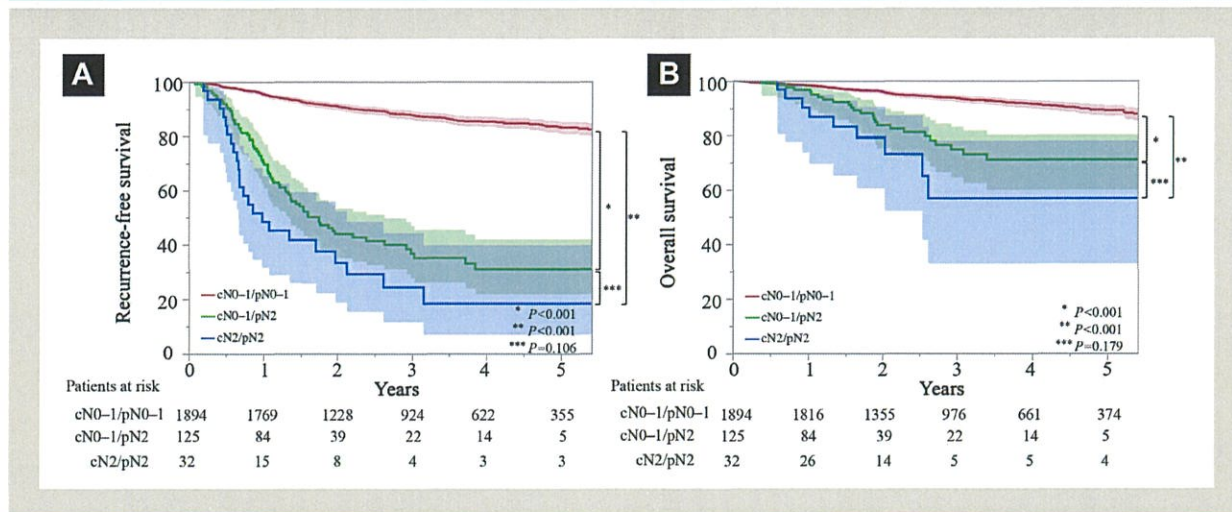 A
Recurrence-free survival
100
80
60
40
20
0
cN0–1/pN0–1
cN0–1/pN2
cN2/pN2
* P<0.001
** P<0.001
*** P=0.106
*
**
***
0 1 2 3 4 5
Years
Patients at risk
cN0–1/pN0–1 1894 1769 1228 924 622 355
cN0–1/pN2 125 84 39 22 14 5
cN2/pN2 32 15 8 4 3 3
B
Overall survival
100
80
60
40
20
0
cN0–1/pN0–1
cN0–1/pN2
cN2/pN2
* P<0.001
** P<0.001
*** P=0.179
*
**
***
0 1 2 3 4 5
Years
Patients at risk
cN0–1/pN0–1 1894 1816 1355 976 661 374
cN0–1/pN2 125 84 39 22 14 5
cN2/pN2 32 26 14 5 5 4